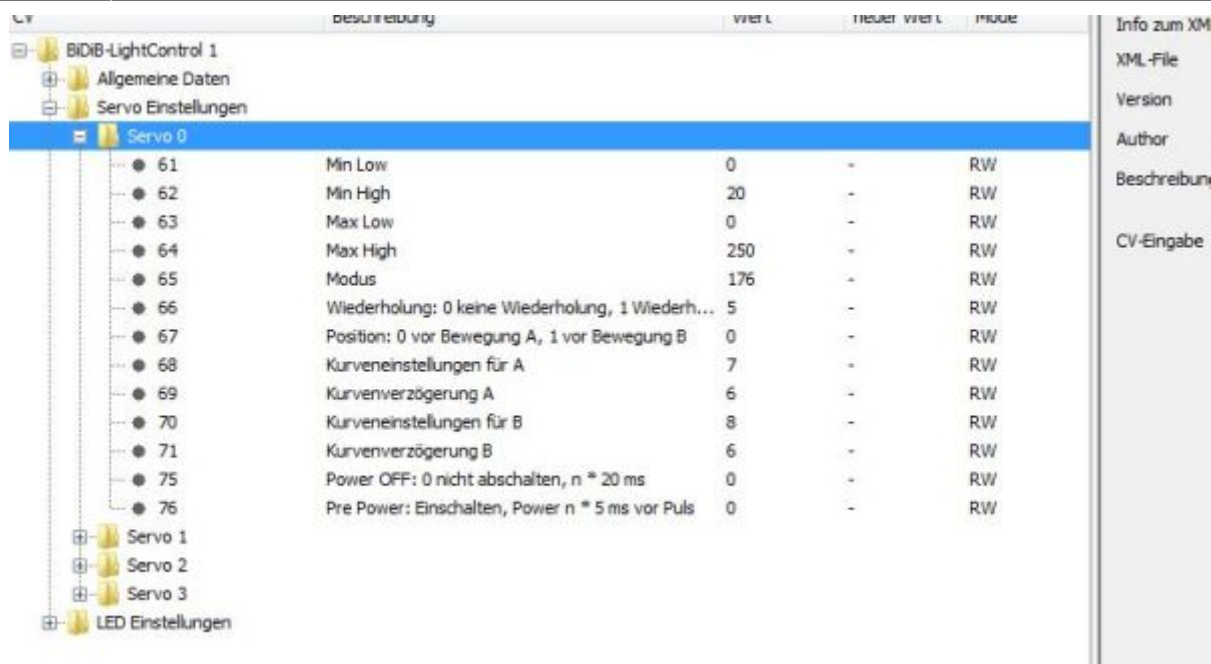 CV Beschreibung Wert neuer Wert Mode
BiDiB-LightControl 1
Allgemeine Daten
Servo Einstellungen
Servo 0
61 Min Low 0 - RW
62 Min High 20 - RW
63 Max Low 0 - RW
64 Max High 250 - RW
65 Modus 176 - RW
66 Wiederholung: 0 keine Wiederholung, 1 Wiederh... 5 - RW
67 Position: 0 vor Bewegung A, 1 vor Bewegung B 0 - RW
68 Kurveneinstellungen für A 7 - RW
69 Kurvenverzögerung A 6 - RW
70 Kurveneinstellungen für B 8 - RW
71 Kurvenverzögerung B 6 - RW
75 Power OFF: 0 nicht abschalten, n * 20 ms 0 - RW
76 Pre Power: Einschalten, Power n * 5 ms vor Puls 0 - RW
Servo 1
Servo 2
Servo 3
LED Einstellungen
Info zum XM
XML-File
Version
Author
Beschreibung
CV-Eingabe